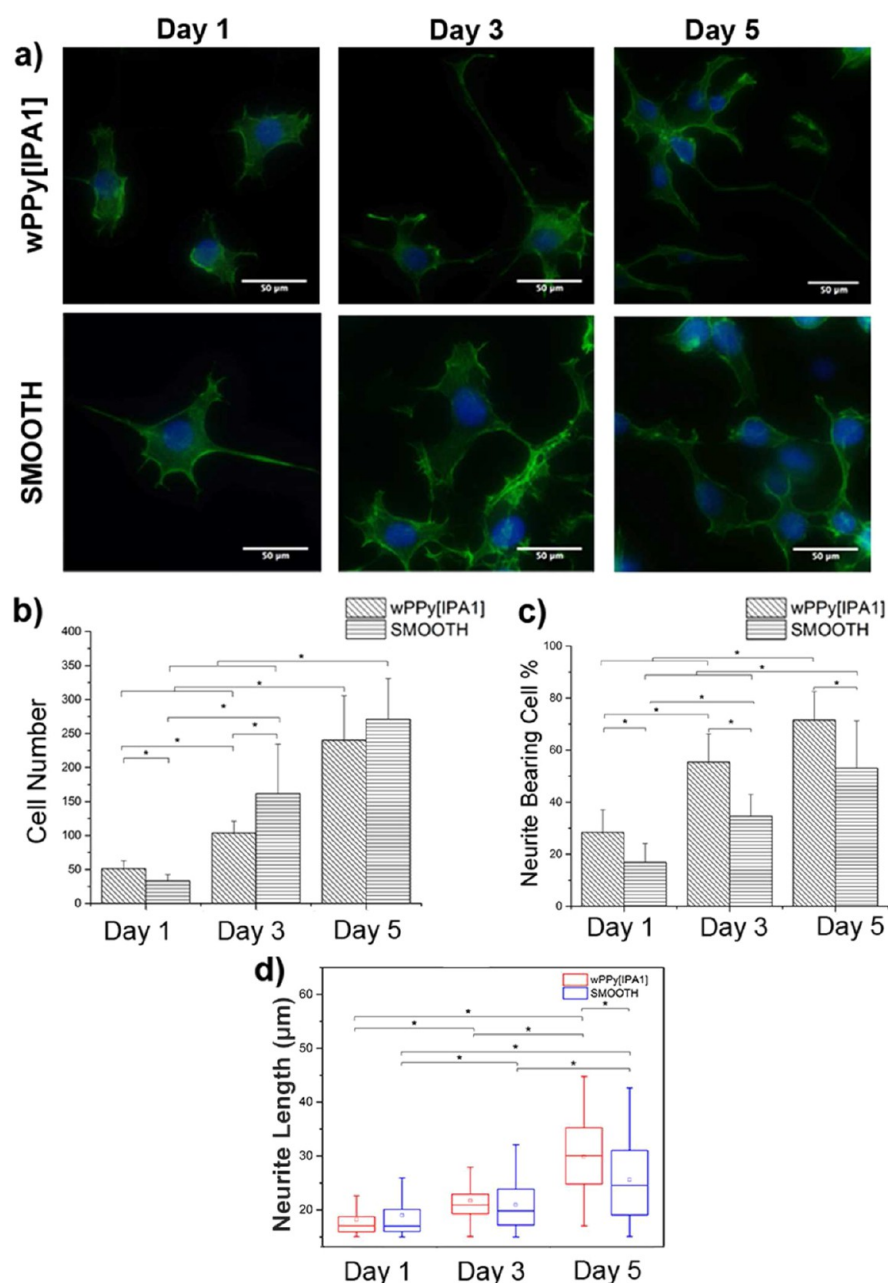 Day 1 Day 3 Day 5
a)
wPPy[IPA1]
50 µm 50 µm 50 µm
SMOOTH
50 µm 50 µm 50 µm
b)
wPPy[IPA1]
SMOOTH
Cell Number
400
350
300
250
200
150
100
50
0
* * * * * *
Day 1 Day 3 Day 5
c)
wPPy[IPA1]
SMOOTH
Neurite Bearing Cell %
100
80
60
40
20
0
* * * * * * *
Day 1 Day 3 Day 5
d)
wPPy[IPA1]
SMOOTH
Neurite Length (µm)
60
50
40
30
20
* * * * * * *
Day 1 Day 3 Day 5